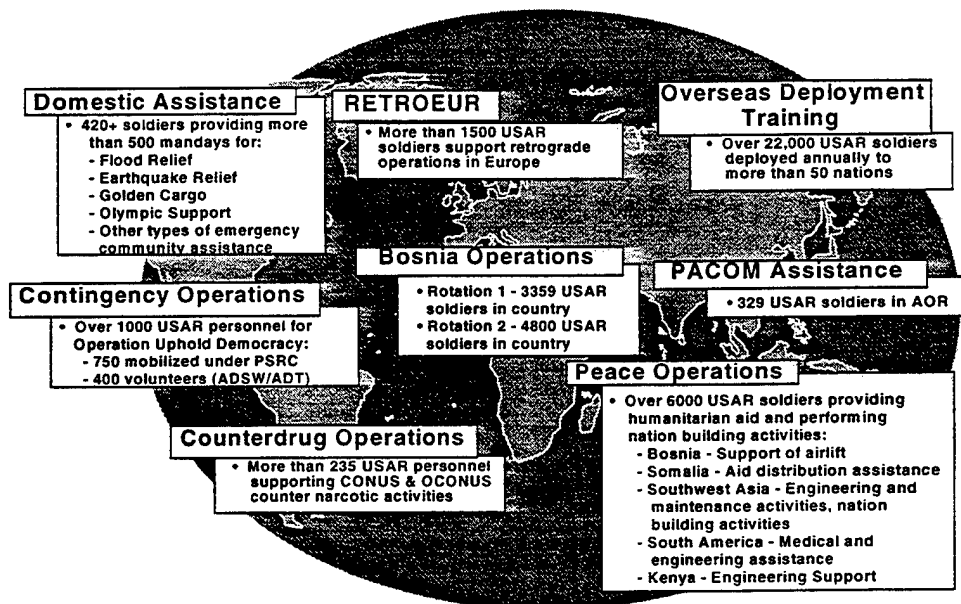 Domestic Assistance
• 420+ soldiers providing more
than 500 mandays for:
- Flood Relief
- Earthquake Relief
- Golden Cargo
- Olympic Support
- Other types of emergency
community assistance
RETROEUR
• More than 1500 USAR
soldiers support retrograde
operations in Europe
Overseas Deployment
Training
• Over 22,000 USAR soldiers
deployed annually to
more than 50 nations
Bosnia Operations
• Rotation 1 - 3359 USAR
soldiers in country
• Rotation 2 - 4800 USAR
soldiers in country
PACOM Assistance
• 329 USAR soldiers in AOR
Contingency Operations
• Over 1000 USAR personnel for
Operation Uphold Democracy:
- 750 mobilized under PSRC
- 400 volunteers (ADSW/ADT)
Peace Operations
• Over 6000 USAR soldiers providing
humanitarian aid and performing
nation building activities:
- Bosnia - Support of airlift
- Somalia - Aid distribution assistance
- Southwest Asia - Engineering and
maintenance activities, nation
building activities
- South America - Medical and
engineering assistance
- Kenya - Engineering Support
Counterdrug Operations
• More than 235 USAR personnel
supporting CONUS & OCONUS
counter narcotic activities